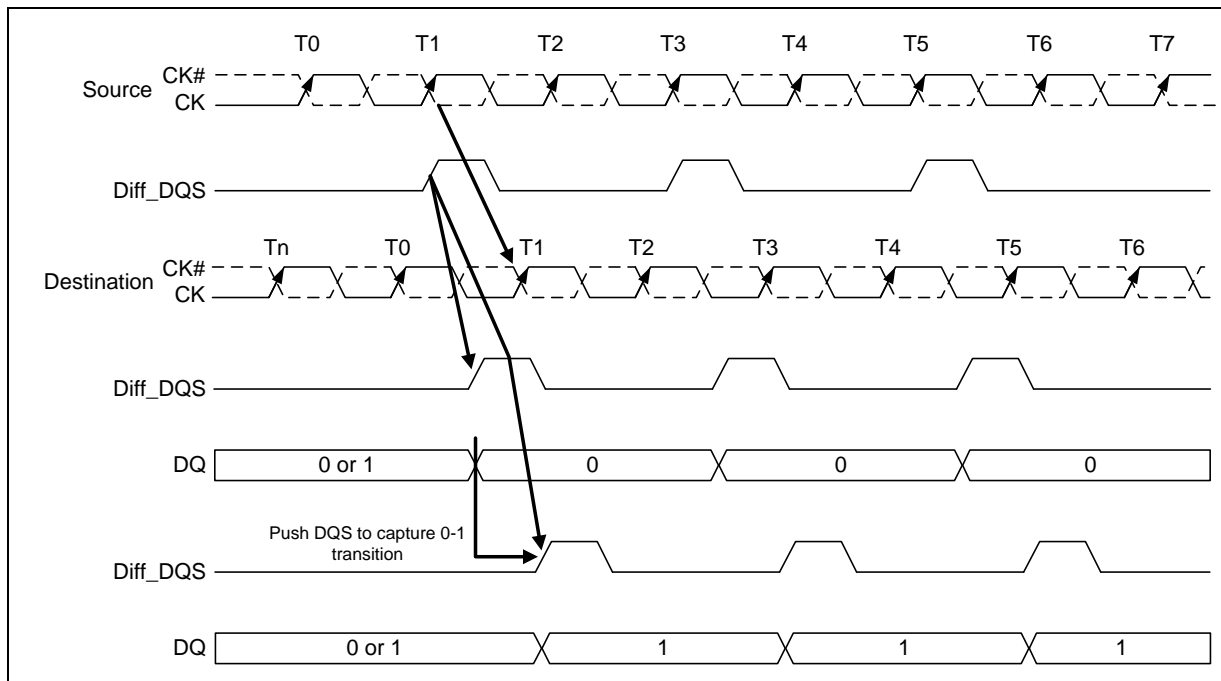 T0 T1 T2 T3 T4 T5 T6 T7
CK#
Source
CK
Diff_DQS
Tn T0 T1 T2 T3 T4 T5 T6
CK#
Destination
CK
Diff_DQS
DQ 0 or 1 0 0 0
Push DQS to capture 0-1
transition
Diff_DQS
DQ 0 or 1 1 1 1